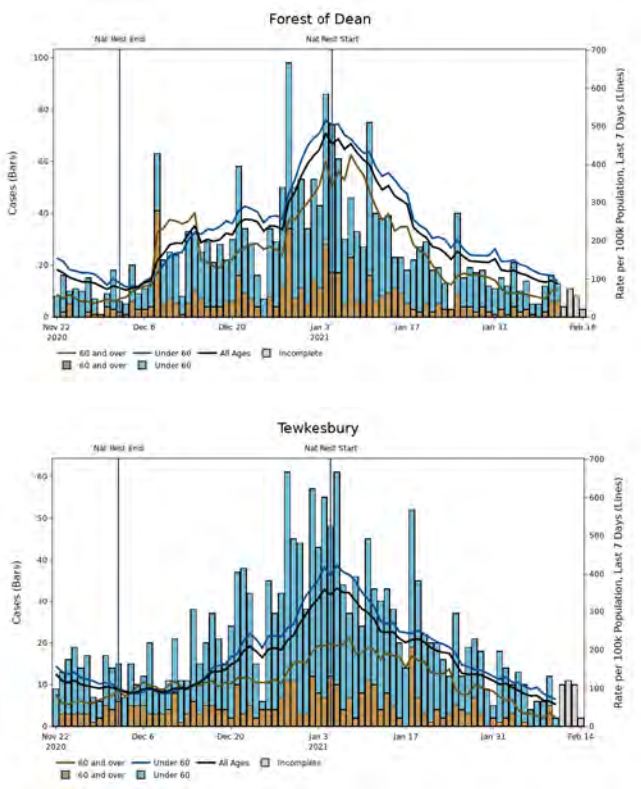 Forest of Dean
Nat Rest End Nat Rest Start
Cases (Bars)
100
80
60
40
20
0
Rate per 100k Population, Last 7 Days (Lines)
700
600
500
400
300
200
100
0
Nov 22 Dec 6 Dec 20 Jan 3 Jan 17 Jan 31 Feb 14
2020 2021
60 and over Under 60 All Ages Incomplete
60 and over Under 60
Tewkesbury
Nat Rest End Nat Rest Start
Cases (Bars)
60
50
40
30
20
10
0
Rate per 100k Population, Last 7 Days (Lines)
700
600
500
400
300
200
100
0
Nov 22 Dec 6 Dec 20 Jan 3 Jan 17 Jan 31 Feb 14
2020 2021
60 and over Under 60 All Ages Incomplete
60 and over Under 60